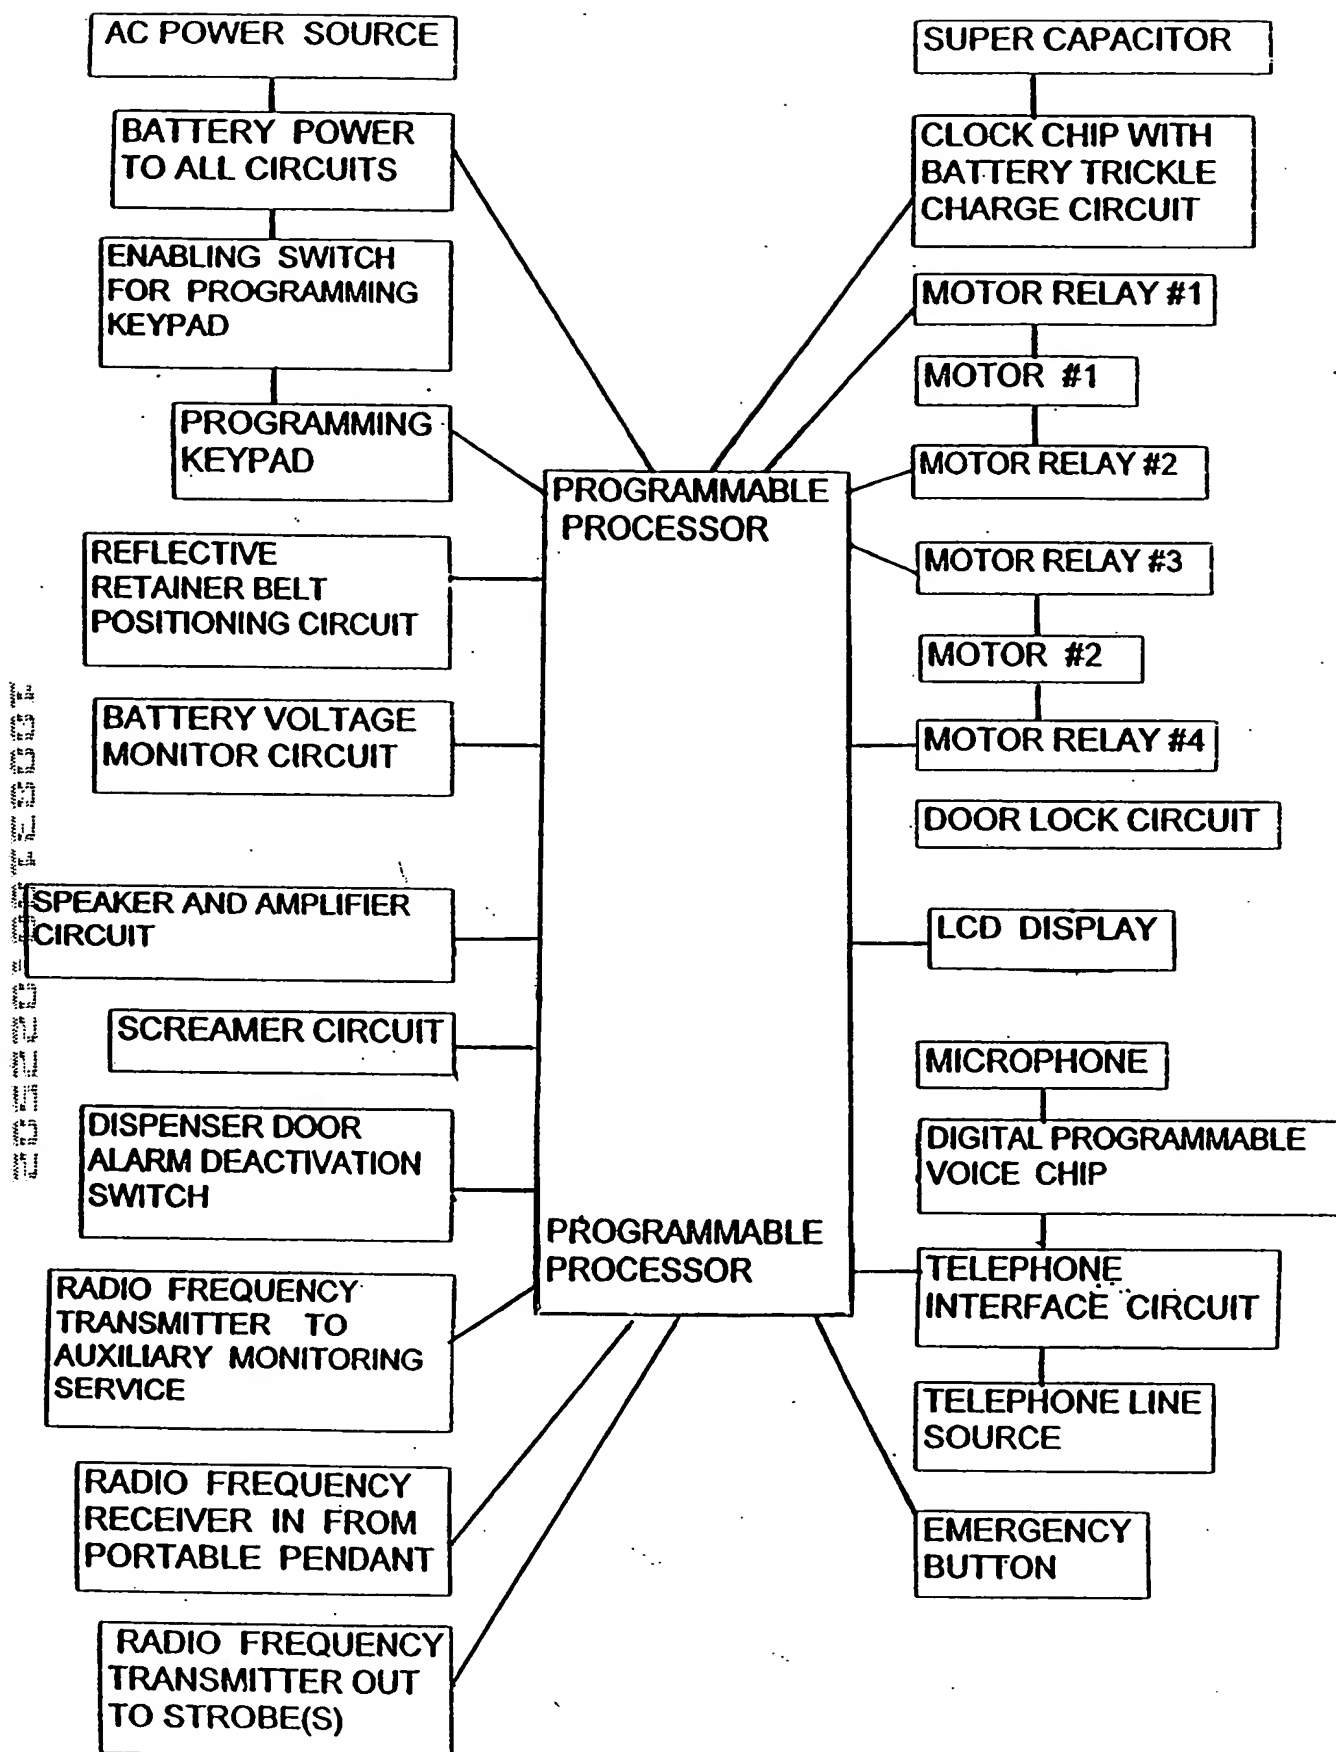 AC POWER SOURCE
BATTERY POWER
TO ALL CIRCUITS
ENABLING SWITCH
FOR PROGRAMMING
KEYPAD
PROGRAMMING
KEYPAD
REFLECTIVE
RETAINER BELT
POSITIONING CIRCUIT
BATTERY VOLTAGE
MONITOR CIRCUIT
SPEAKER AND AMPLIFIER
CIRCUIT
SCREAMER CIRCUIT
DISPENSER DOOR
ALARM DEACTIVATION
SWITCH
RADIO FREQUENCY
TRANSMITTER TO
AUXILIARY MONITORING
SERVICE
RADIO FREQUENCY
RECEIVER IN FROM
PORTABLE PENDANT
RADIO FREQUENCY
TRANSMITTER OUT
TO STROBE(S)
PROGRAMMABLE
PROCESSOR
PROGRAMMABLE
PROCESSOR
SUPER CAPACITOR
CLOCK CHIP WITH
BATTERY TRICKLE
CHARGE CIRCUIT
MOTOR RELAY #1
MOTOR #1
MOTOR RELAY #2
MOTOR RELAY #3
MOTOR #2
MOTOR RELAY #4
DOOR LOCK CIRCUIT
LCD DISPLAY
MICROPHONE
DIGITAL PROGRAMMABLE
VOICE CHIP
TELEPHONE
INTERFACE CIRCUIT
TELEPHONE LINE
SOURCE
EMERGENCY
BUTTON